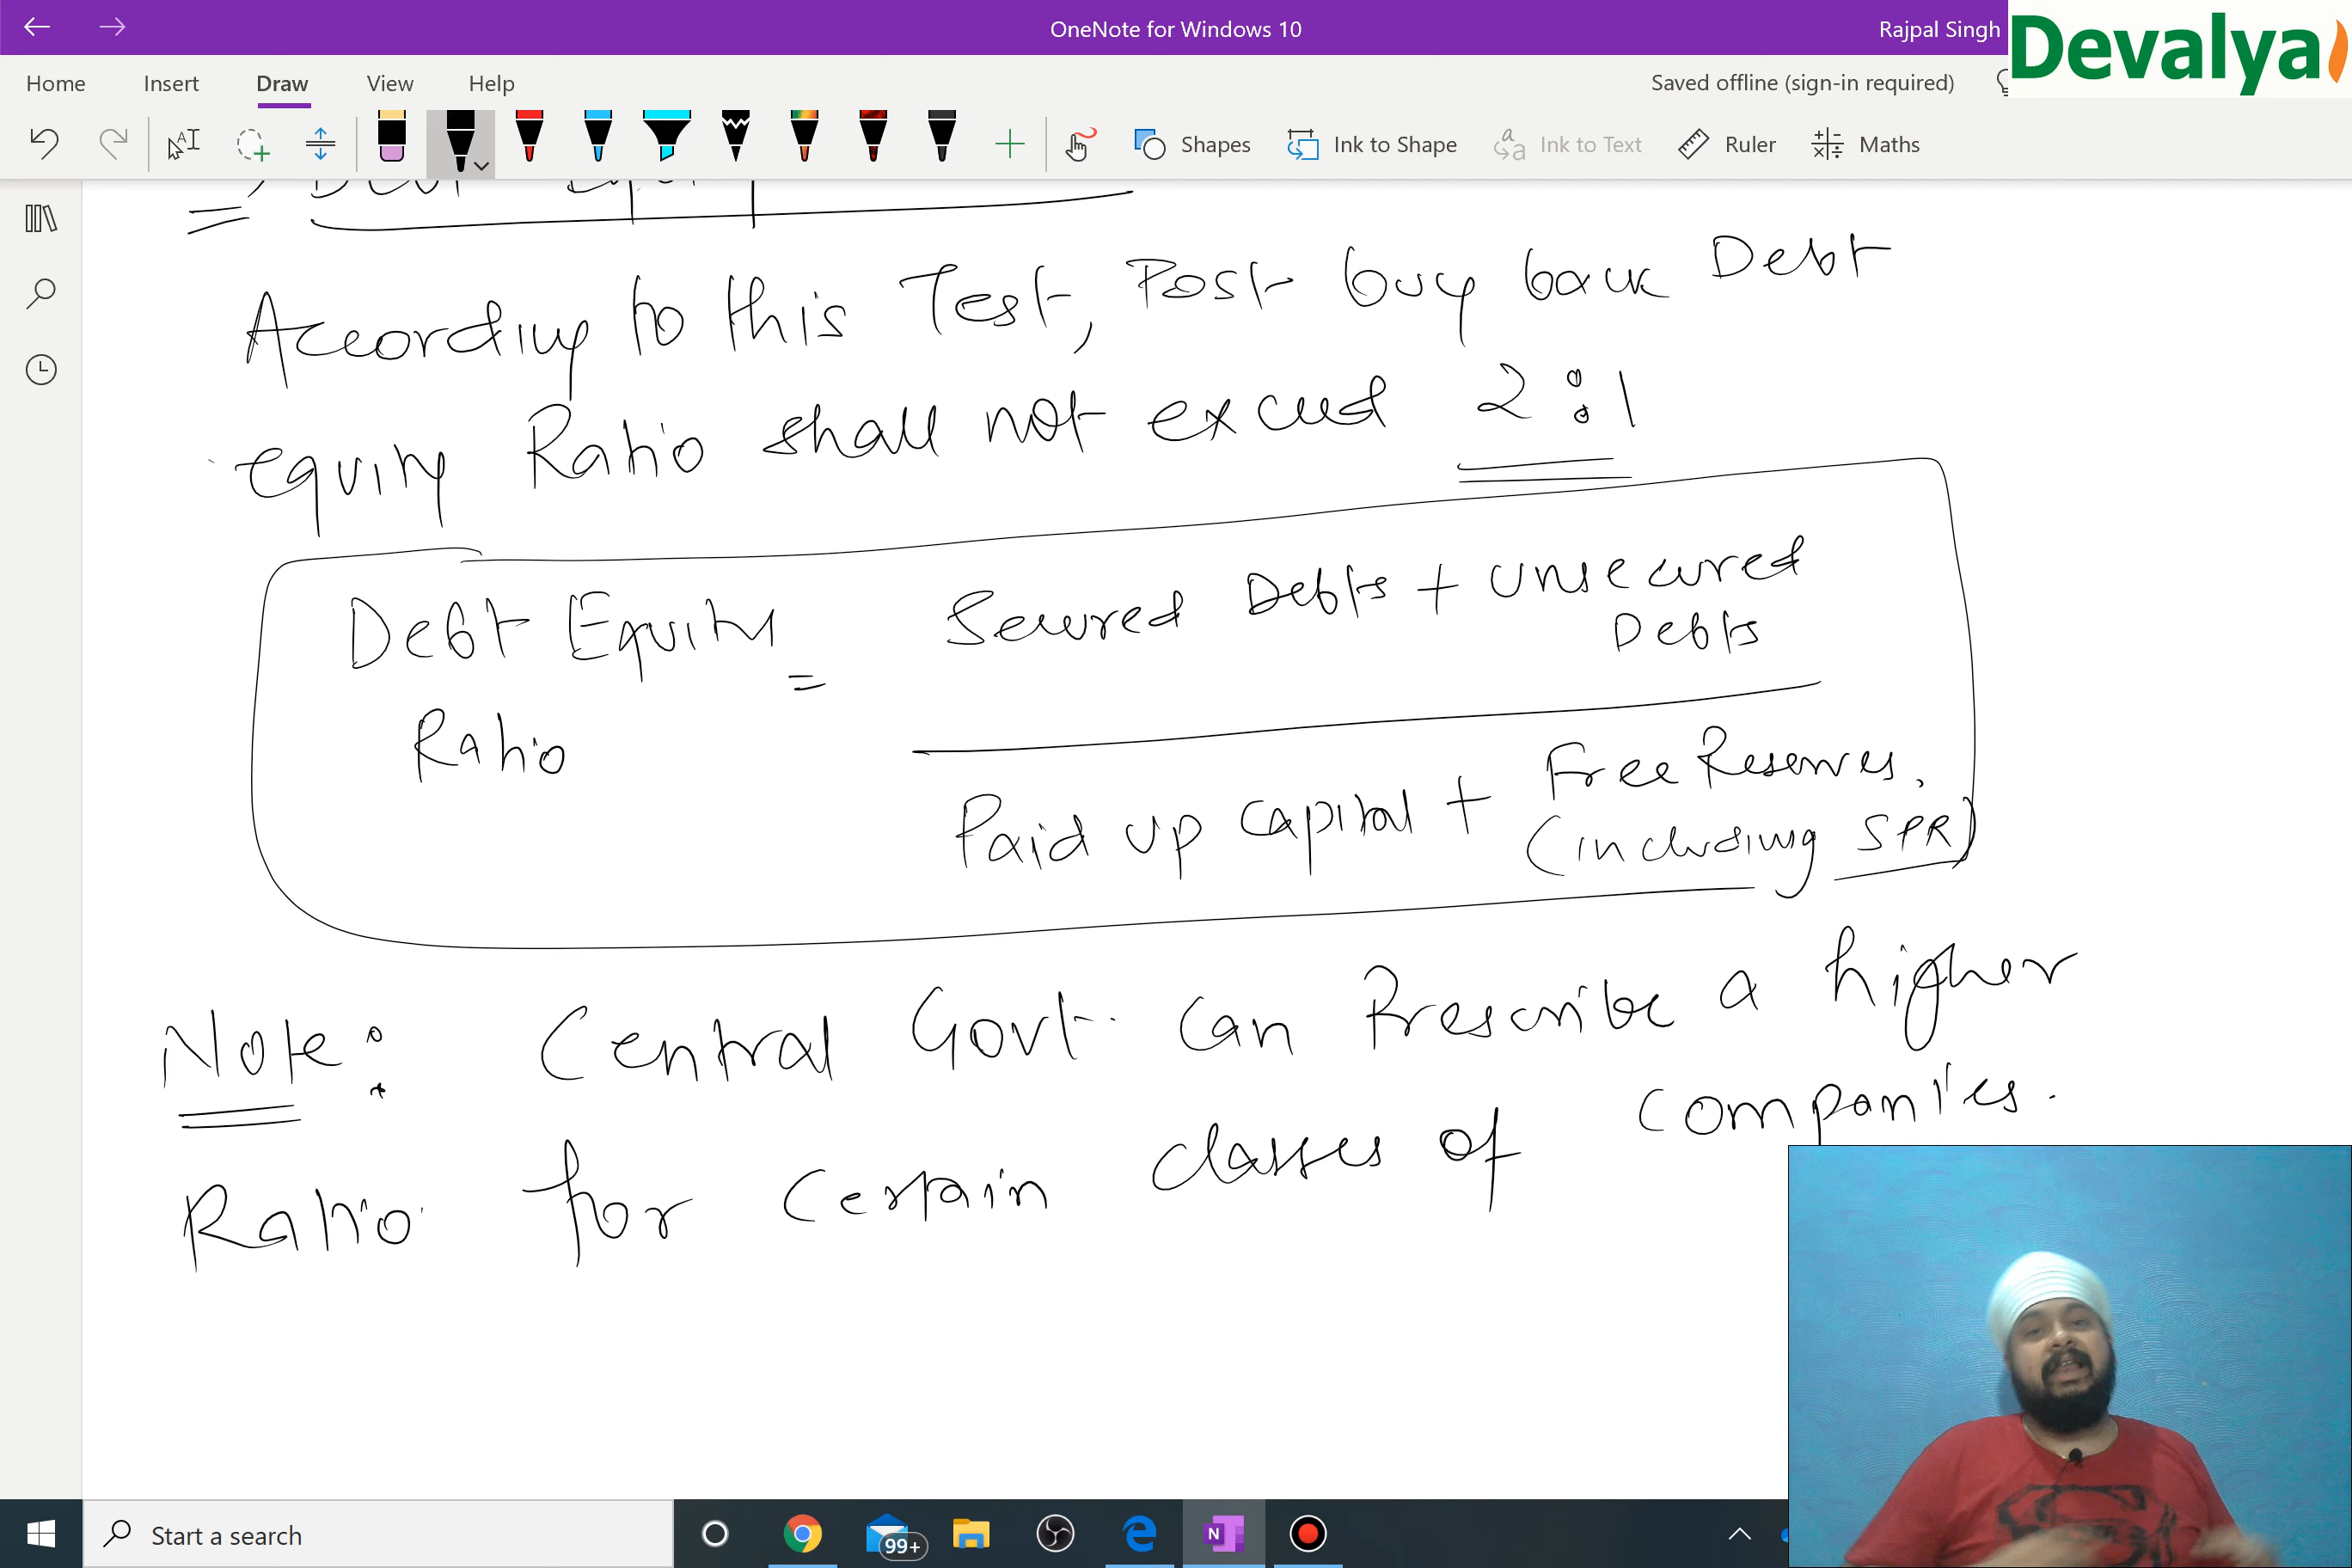 OneNote for Windows 10
Rajpal Singh
Devalya
Home Insert Draw View Help
Saved offline (sign-in required)
Shapes Ink to Shape Ink to Text Ruler Maths
According to this Test, Post buy back Debt
equity Ratio shall not exceed 2:1
Debt Equity Ratio =
Secured Debts + unsecured Debts
Paid up capital + Free Reserves.
(including SPR)
Note: Central Govt. Can Prescribe a higher
Ratio for certain classes of companies.
Start a search
99+
N